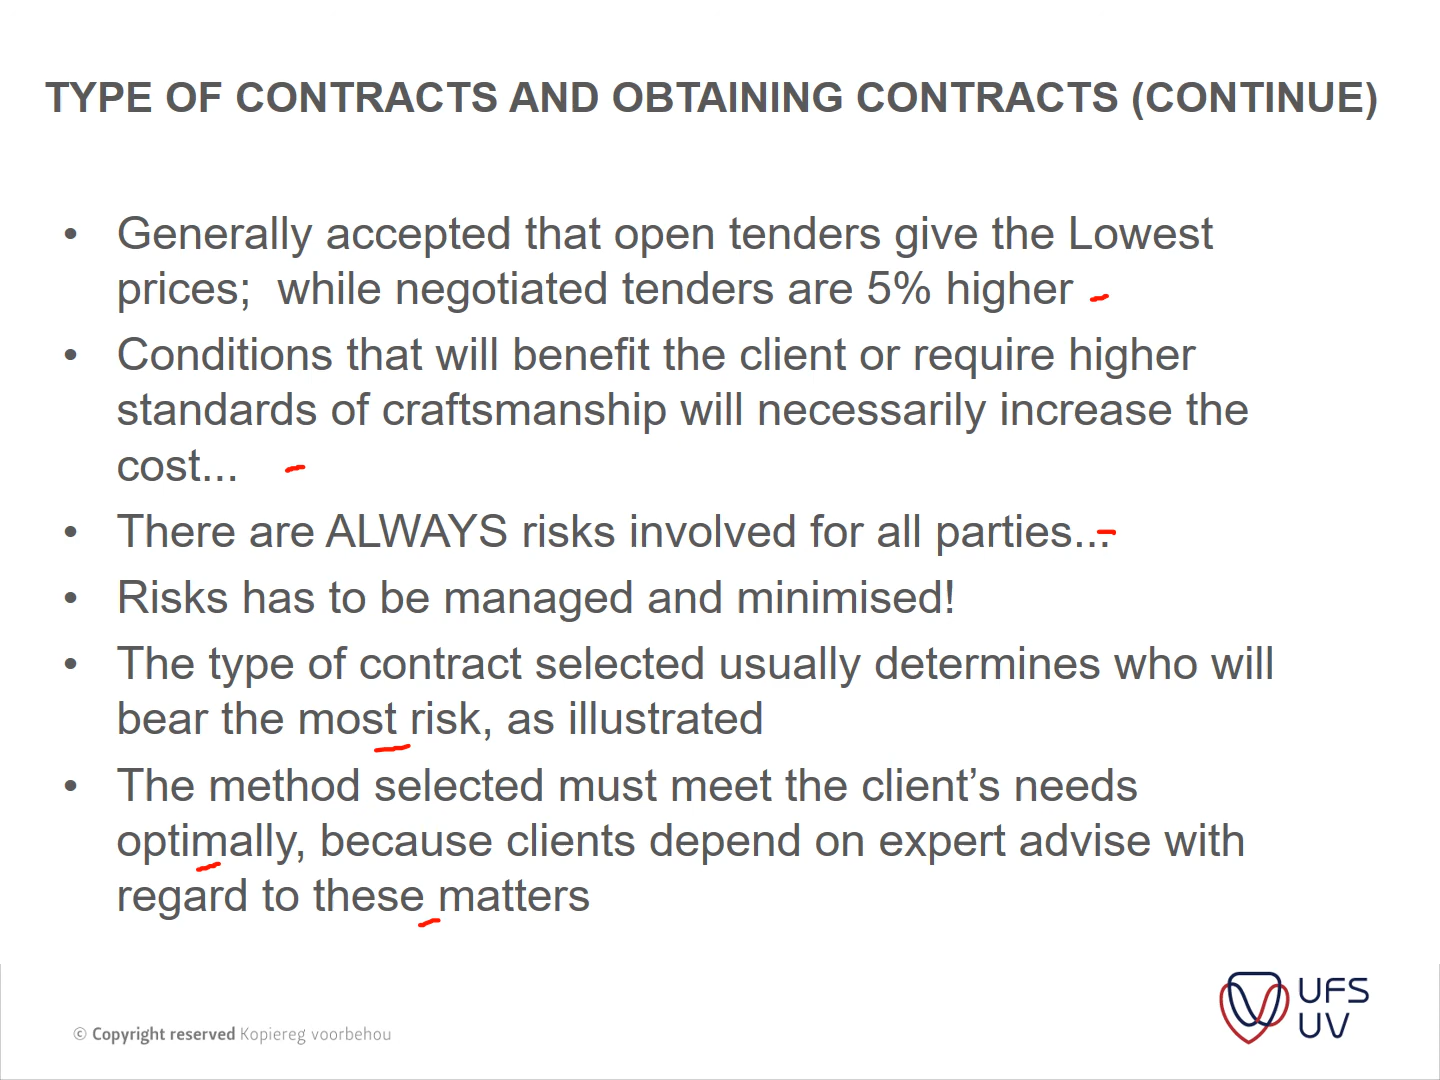 TYPE OF CONTRACTS AND OBTAINING CONTRACTS (CONTINUE)
• Generally accepted that open tenders give the Lowest
prices;  while negotiated tenders are 5% higher
• Conditions that will benefit the client or require higher
standards of craftsmanship will necessarily increase the
cost...
• There are ALWAYS risks involved for all parties...
• Risks has to be managed and minimised!
• The type of contract selected usually determines who will
bear the most risk, as illustrated
• The method selected must meet the client’s needs
optimally, because clients depend on expert advise with
regard to these matters
© Copyright reserved Kopiereg voorbehou
UFS
UV